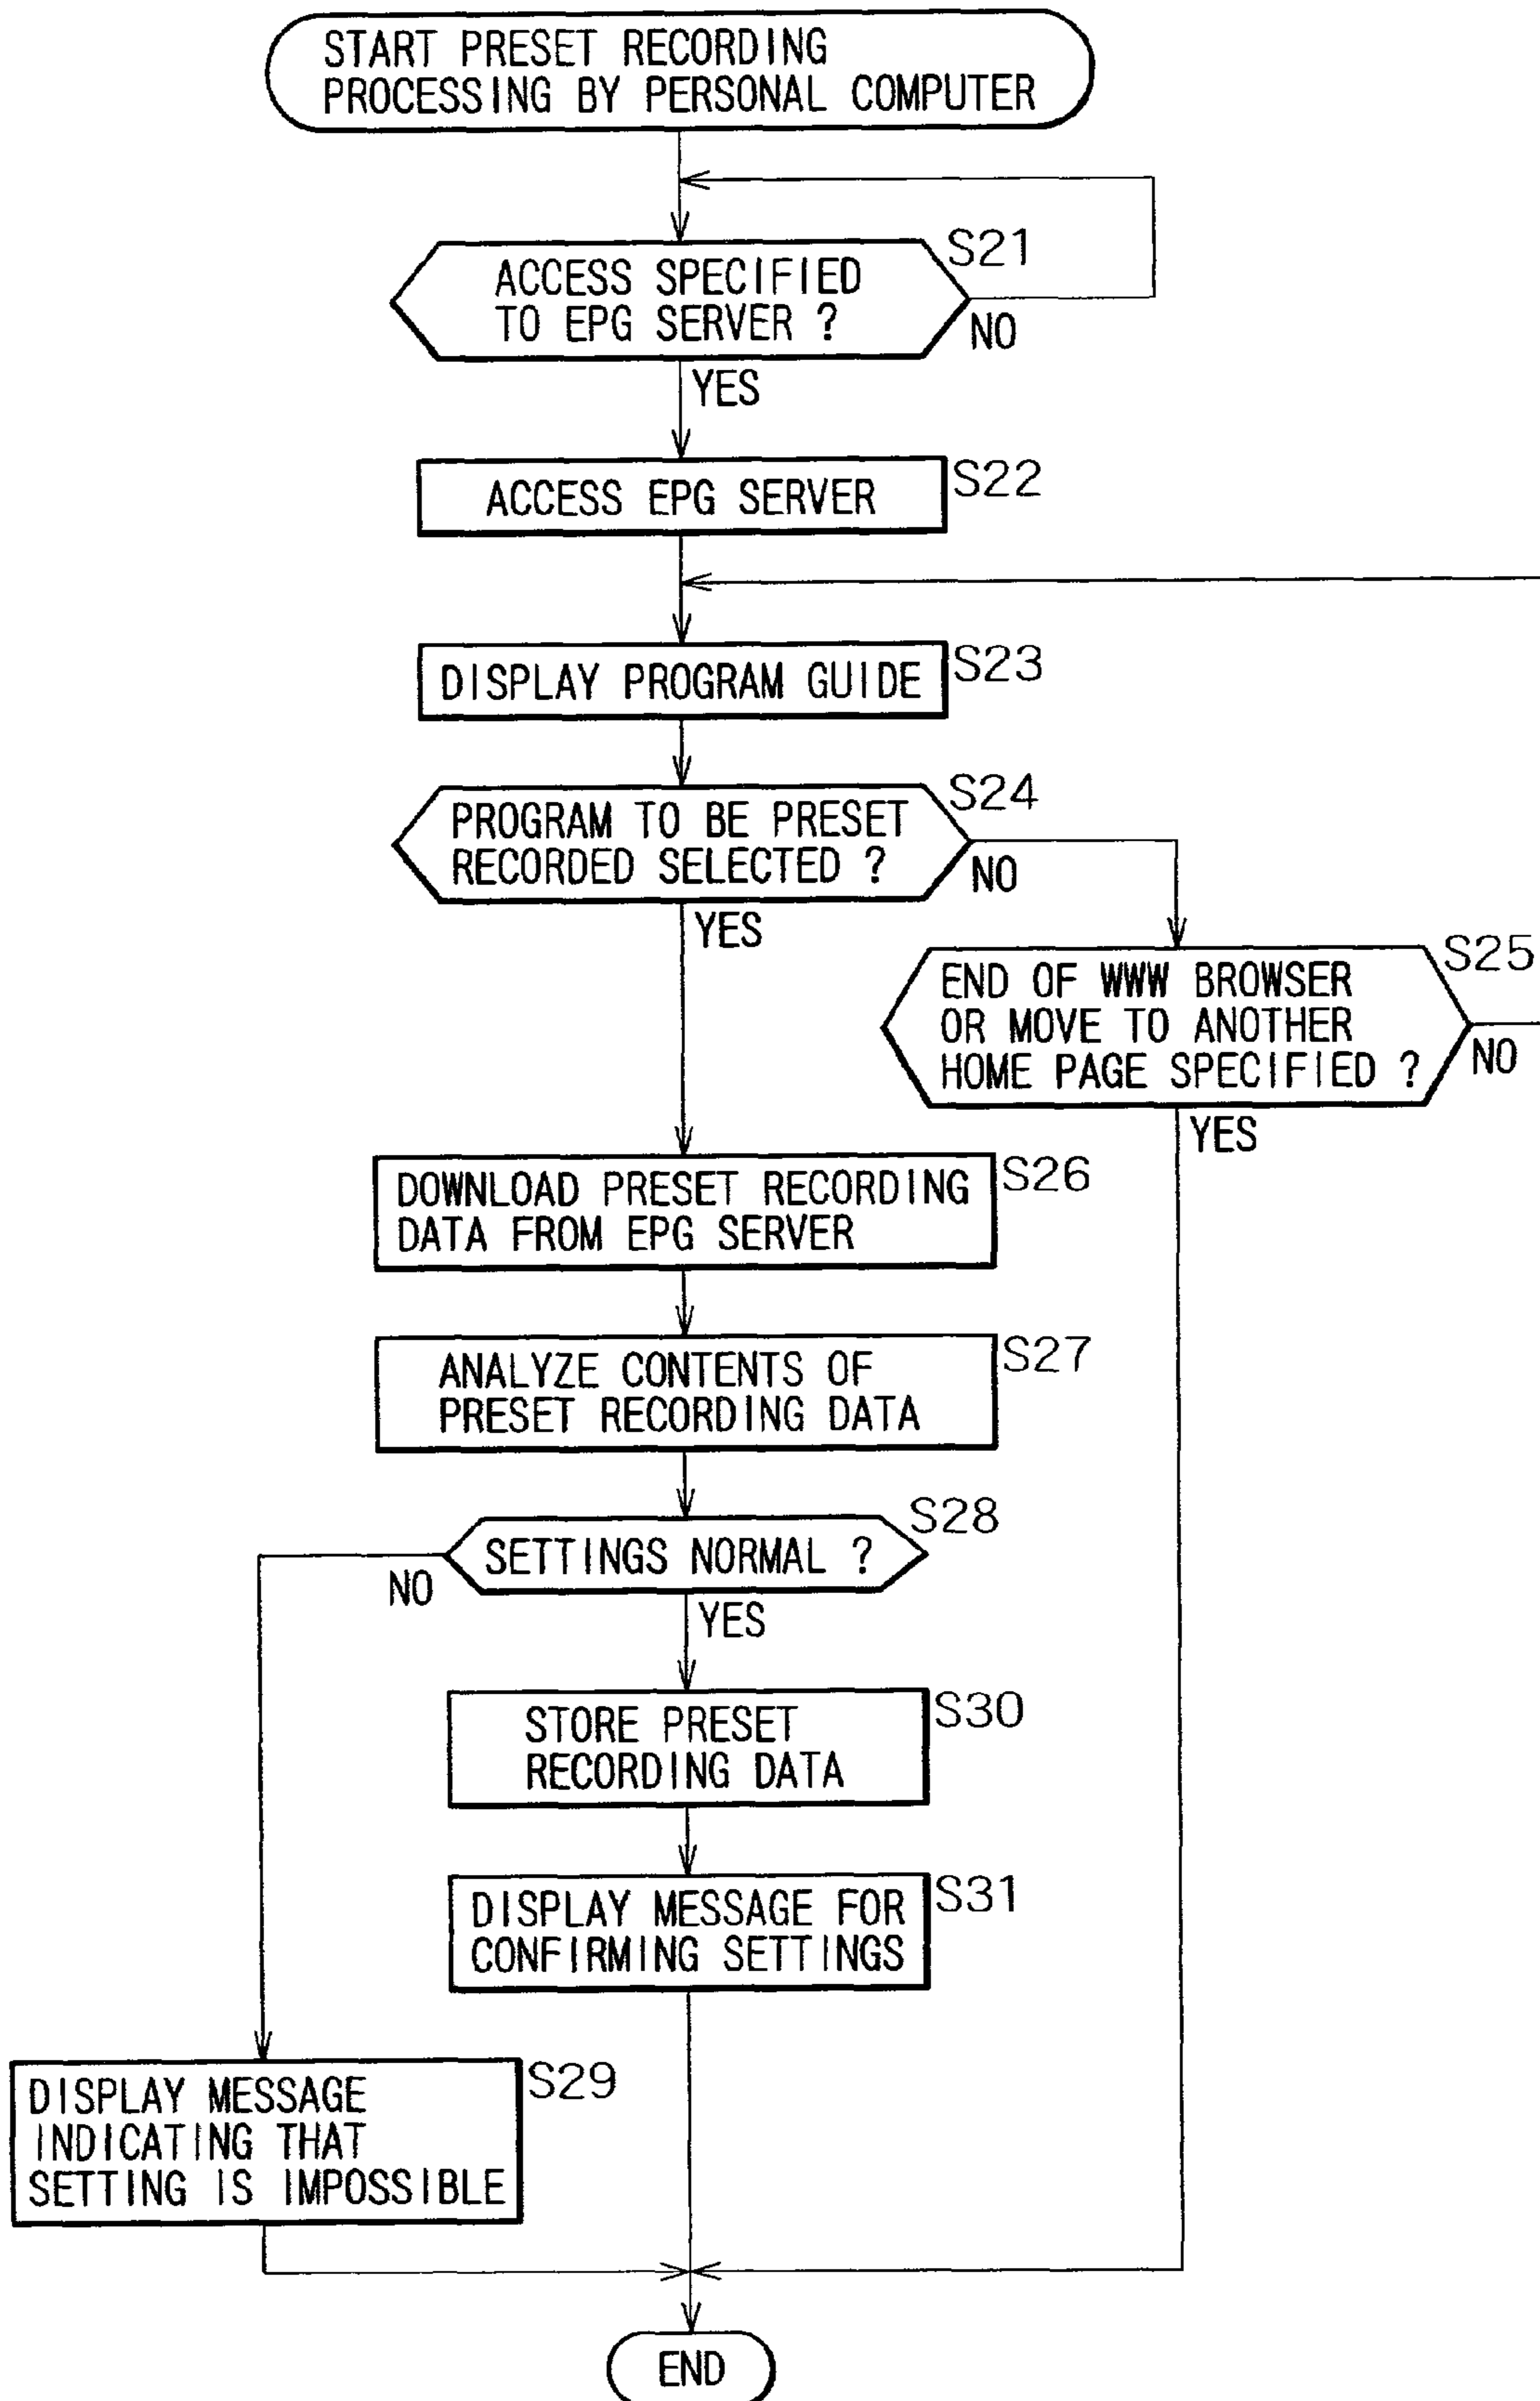 START PRESET RECORDING
PROCESSING BY PERSONAL COMPUTER
S21
ACCESS SPECIFIED
TO EPG SERVER ?
NO
YES
S22
ACCESS EPG SERVER
S23
DISPLAY PROGRAM GUIDE
S24
PROGRAM TO BE PRESET
RECORDED SELECTED ?
NO
YES
S25
END OF WWW BROWSER
OR MOVE TO ANOTHER
HOME PAGE SPECIFIED ?
NO
YES
S26
DOWNLOAD PRESET RECORDING
DATA FROM EPG SERVER
S27
ANALYZE CONTENTS OF
PRESET RECORDING DATA
S28
SETTINGS NORMAL ?
NO
YES
S30
STORE PRESET
RECORDING DATA
S31
DISPLAY MESSAGE FOR
CONFIRMING SETTINGS
S29
DISPLAY MESSAGE
INDICATING THAT
SETTING IS IMPOSSIBLE
END